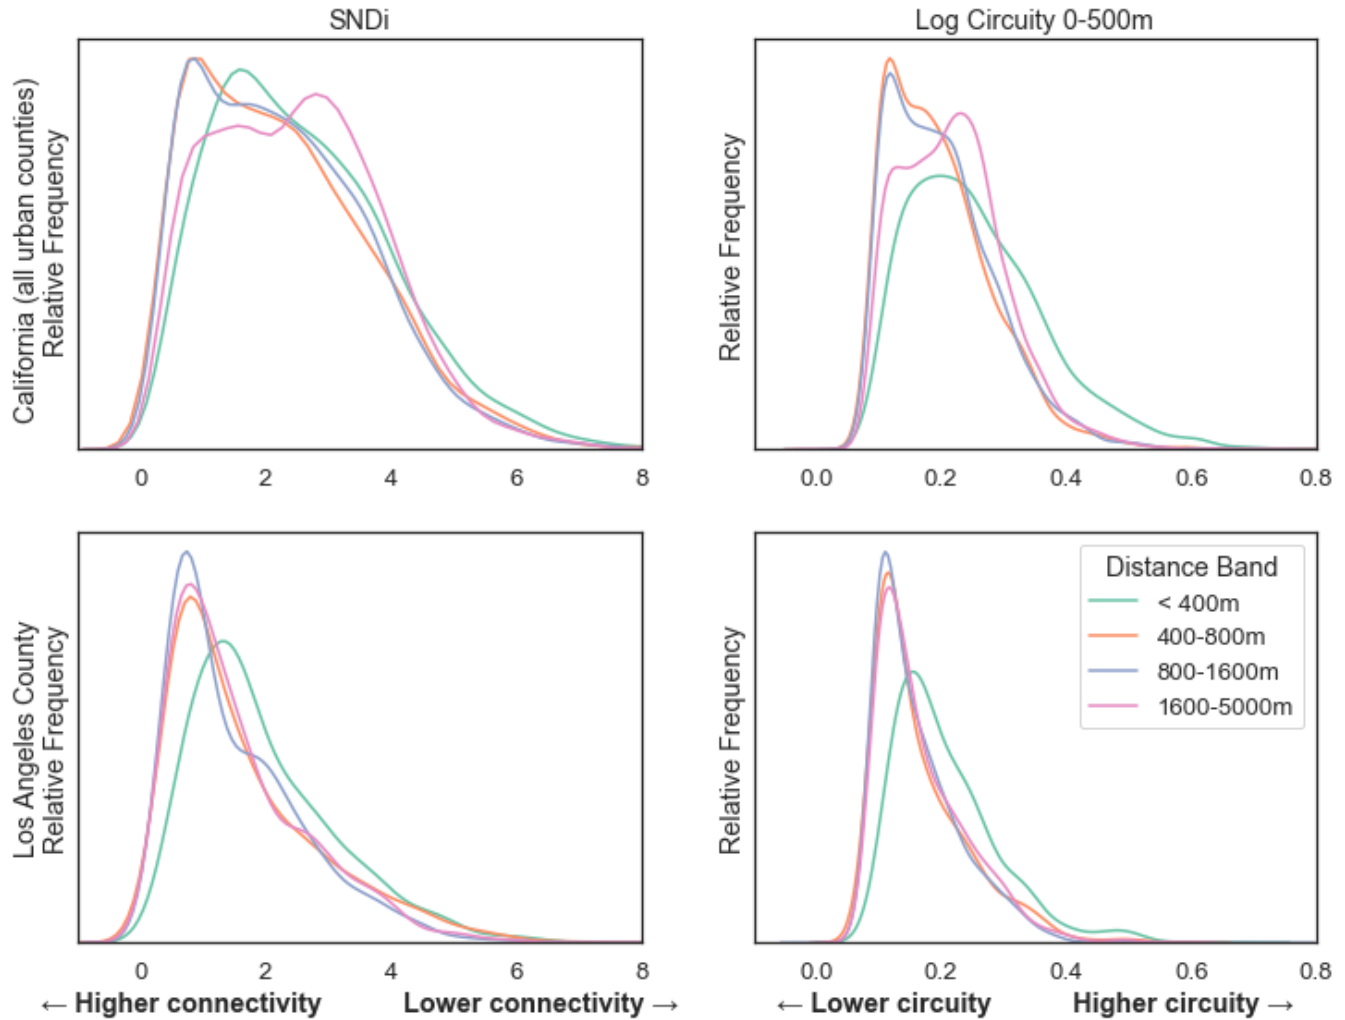 SNDi
Log Circuity 0-500m
California (all urban counties)
Relative Frequency
Relative Frequency
0 2 4 6 8
0.0 0.2 0.4 0.6 0.8
Los Angeles County
Relative Frequency
Relative Frequency
Distance Band
< 400m
400-800m
800-1600m
1600-5000m
0 2 4 6 8
0.0 0.2 0.4 0.6 0.8
← Higher connectivity Lower connectivity →
← Lower circuity Higher circuity →